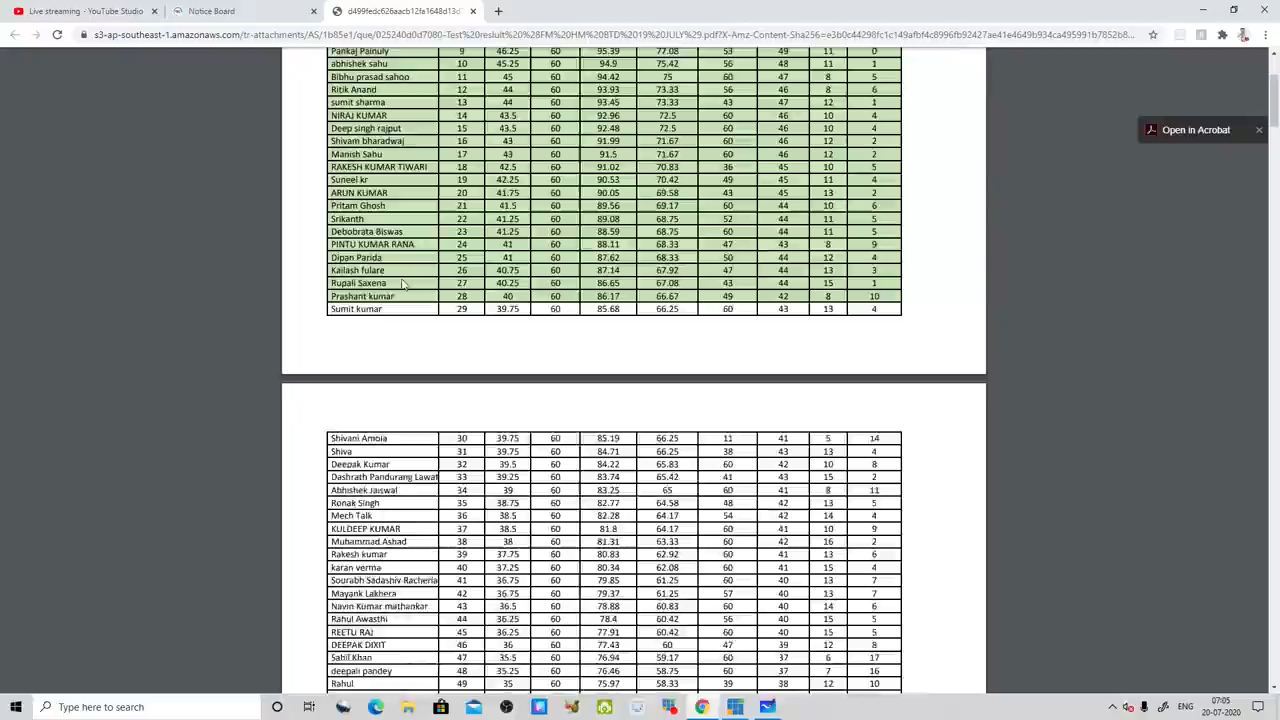 Live streaming - YouTube Studio
Notice Board
d499fedc626aacb12fa1648d13d
s3-ap-southeast-1.amazonaws.com/tr-attachments/AS/1b85e1/que/025240d0d7080-Test%20reslult%20%28FM%20HM%20BTD%2019%20JULY%29.pdf?X-Amz-Content-Sha256=e3b0c44298fc1c149afbf4c8996fb92427ae41e4649b934ca495991b7852b8...
Open in Acrobat
Pankaj Painuly 9 46.25 60 95.39 77.08 53 49 11 0
abhishek sahu 10 45.25 60 94.9 75.42 56 48 11 1
Bibhu prasad sahoo 11 45 60 94.42 75 60 47 8 5
Ritik Anand 12 44 60 93.93 73.33 56 46 8 6
sumit sharma 13 44 60 93.45 73.33 43 47 12 1
NIRAJ KUMAR 14 43.5 60 92.96 72.5 60 46 10 4
Deep singh rajput 15 43.5 60 92.48 72.5 60 46 10 4
Shivam bharadwaj 16 43 60 91.99 71.67 60 46 12 2
Manish Sahu 17 43 60 91.5 71.67 60 46 12 2
RAKESH KUMAR TIWARI 18 42.5 60 91.02 70.83 36 45 10 5
Suneel kr 19 42.25 60 90.53 70.42 49 45 11 4
ARUN KUMAR 20 41.75 60 90.05 69.58 43 45 13 2
Pritam Ghosh 21 41.5 60 89.56 69.17 60 44 10 6
Srikanth 22 41.25 60 89.08 68.75 52 44 11 5
Debobrata Biswas 23 41.25 60 88.59 68.75 60 44 11 5
PINTU KUMAR RANA 24 41 60 88.11 68.33 47 43 8 9
Dipan Parida 25 41 60 87.62 68.33 50 44 12 4
Kailash fulare 26 40.75 60 87.14 67.92 47 44 13 3
Rupali Saxena 27 40.25 60 86.65 67.08 43 44 15 1
Prashant kumar 28 40 60 86.17 66.67 49 42 8 10
Sumit kumar 29 39.75 60 85.68 66.25 60 43 13 4
Shivani Amola 30 39.75 60 85.19 66.25 11 41 5 14
Shiva 31 39.75 60 84.71 66.25 38 43 13 4
Deepak Kumar 32 39.5 60 84.22 65.83 60 42 10 8
Dashrath Pandurang Lawat 33 39.25 60 83.74 65.42 41 43 15 2
Abhishek Jaiswal 34 39 60 83.25 65 60 41 8 11
Ronak Singh 35 38.75 60 82.77 64.58 48 42 13 5
Mech Talk 36 38.5 60 82.28 64.17 54 42 14 4
KULDEEP KUMAR 37 38.5 60 81.8 64.17 60 41 10 9
Muhammad Ashad 38 38 60 81.31 63.33 60 42 16 2
Rakesh kumar 39 37.75 60 80.83 62.92 60 41 13 6
karan verma 40 37.25 60 80.34 62.08 60 41 15 4
Sourabh Sadashiv Racheria 41 36.75 60 79.85 61.25 60 40 13 7
Mayank Lakhera 42 36.75 60 79.37 61.25 57 40 13 7
Navin Kumar mathankar 43 36.5 60 78.88 60.83 60 40 14 6
Rahul Awasthi 44 36.25 60 78.4 60.42 56 40 15 5
REETU RAJ 45 36.25 60 77.91 60.42 60 40 15 5
DEEPAK DIXIT 46 36 60 77.43 60 47 39 12 8
Sahil Khan 47 35.5 60 76.94 59.17 60 37 6 17
deepali pandey 48 35.25 60 76.46 58.75 60 37 7 16
Rahul 49 35 60 75.97 58.33 39 38 12 10
Type here to search
ENG
07:05
20-07-2020